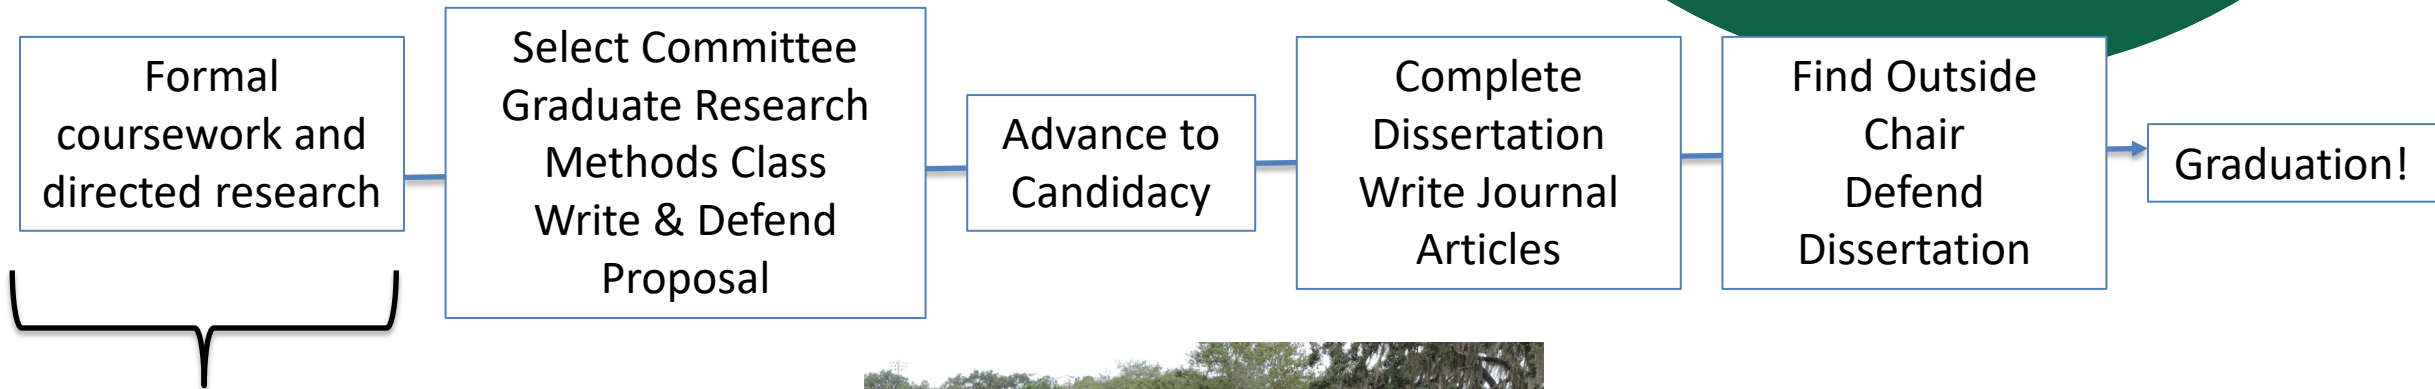 Formal
coursework and
directed research
Select Committee
Graduate Research
Methods Class
Write & Defend
Proposal
Advance to
Candidacy
Complete
Dissertation
Write Journal
Articles
Find Outside
Chair
Defend
Dissertation
Graduation!